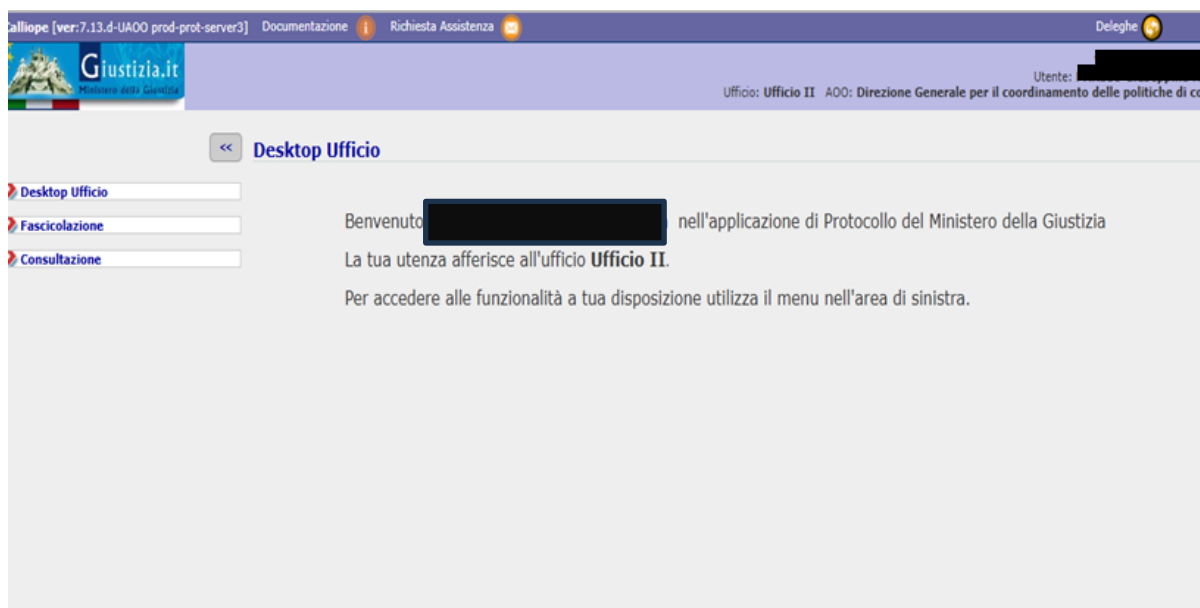 Calliope [ver:7.13.d-UAOO prod-prot-server3] Documentazione Richiesta Assistenza Deleghe
Giustizia.it
Ministero della Giustizia
Utente:
Ufficio: Ufficio II AOO: Direzione Generale per il coordinamento delle politiche di
<< Desktop Ufficio
Desktop Ufficio
Fascicolazione
Consultazione
Benvenuto nell'applicazione di Protocollo del Ministero della Giustizia
La tua utenza afferisce all'ufficio Ufficio II.
Per accedere alle funzionalità a tua disposizione utilizza il menu nell'area di sinistra.